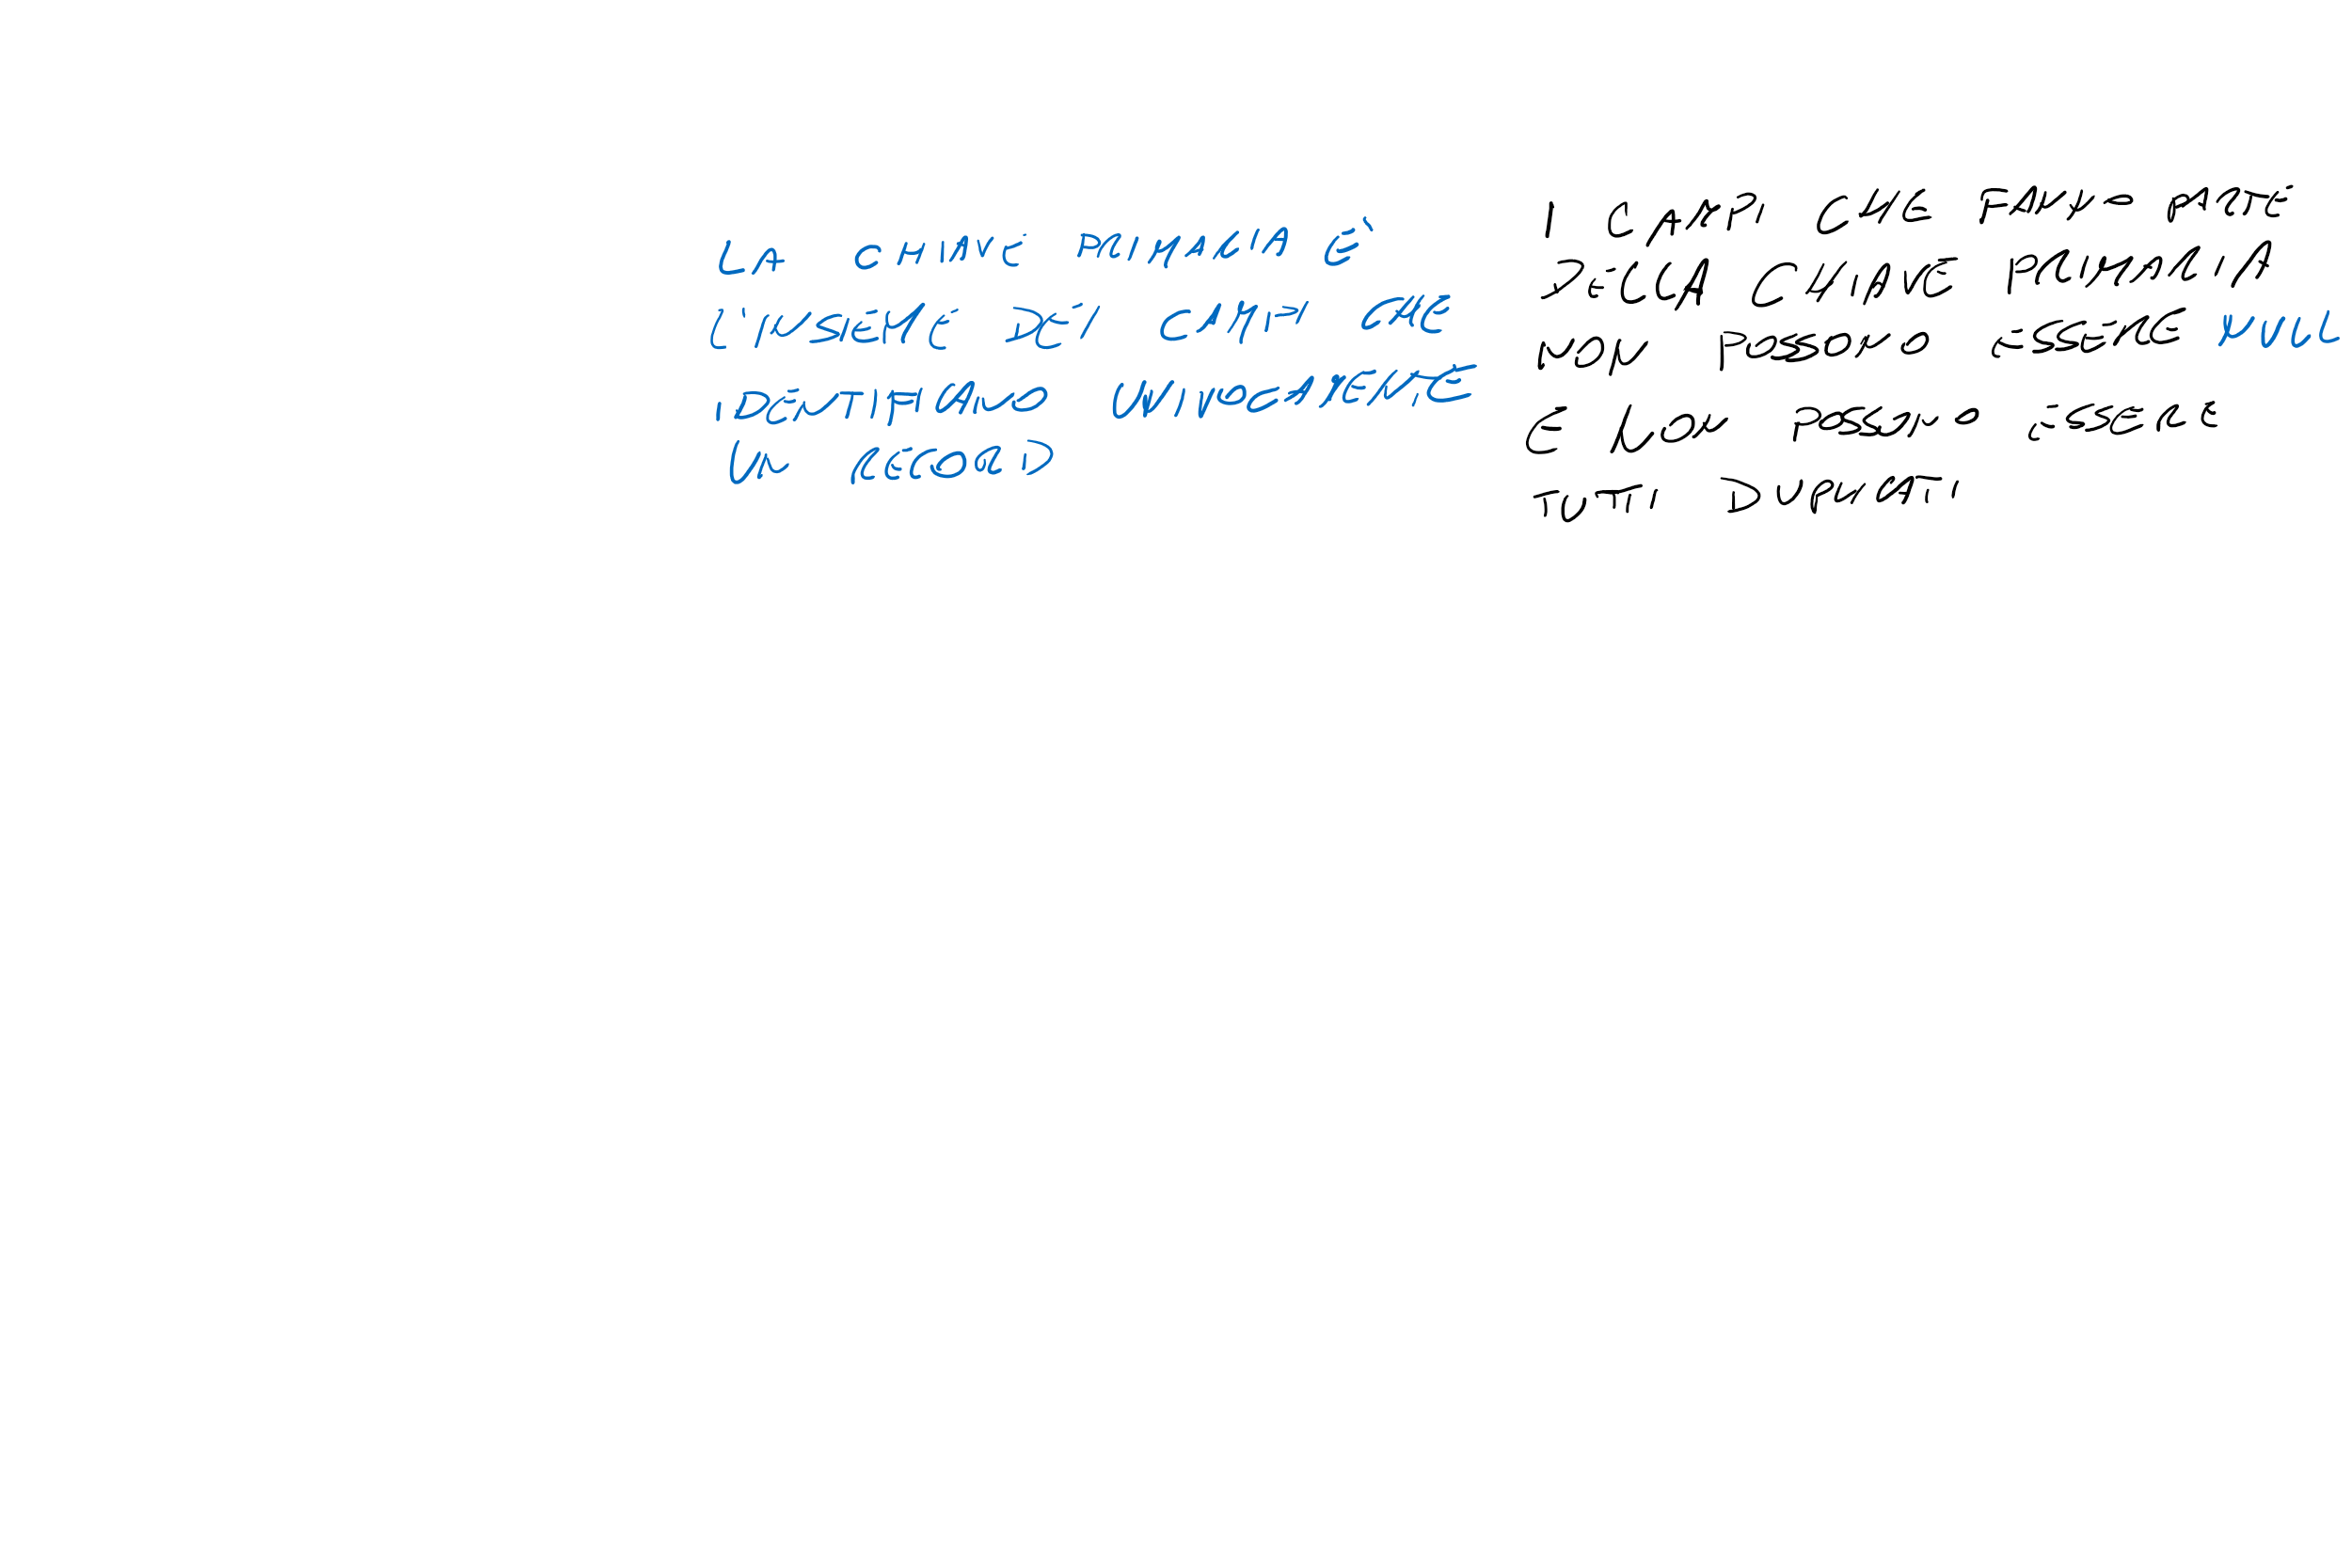 LA CHIAVE PRIMARIA È
L'INSIEME DEI CAMPI CHE
IDENTIFICANO UNIVOCAMENTE
UN RECORD
I CAMPI CHE FANNO PARTE
DELLA CHIAVE PRIMARIA
NON POSSONO ESSERE NULL
E NON POSSONO ESSERE
TUTTI DUPLICATI